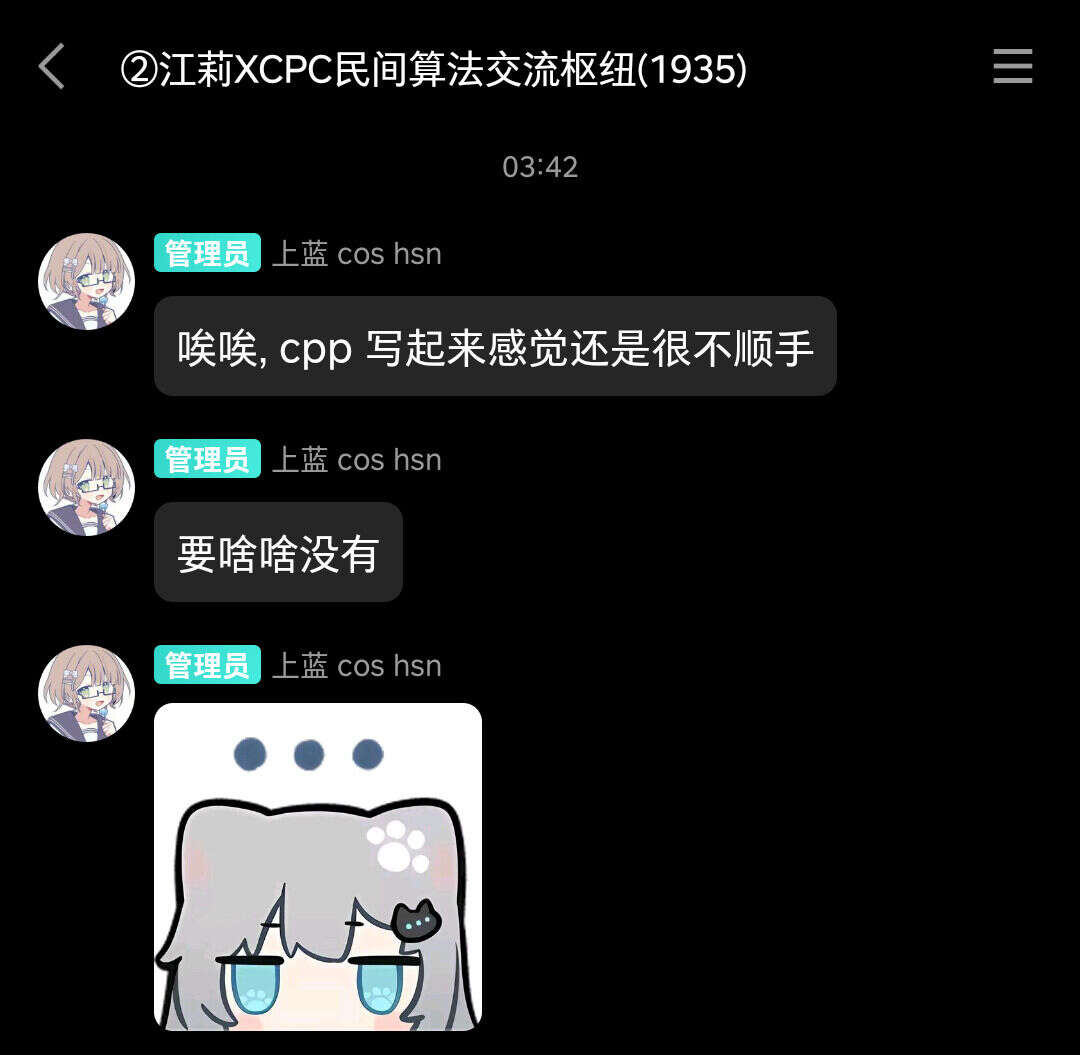 ②江莉XCPC民间算法交流枢纽(1935)
03:42
管理员 上蓝 cos hsn
唉唉, cpp 写起来感觉还是很不顺手
管理员 上蓝 cos hsn
要啥啥没有
管理员 上蓝 cos hsn